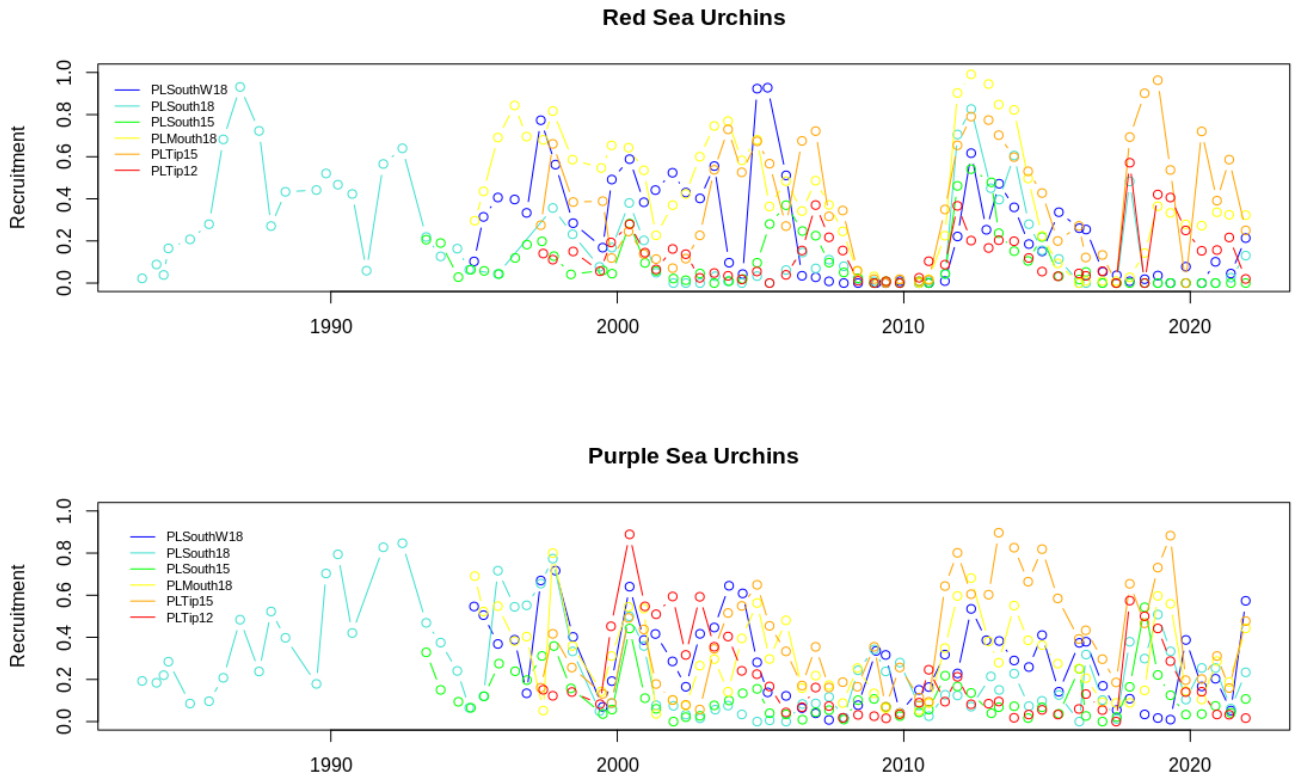 Red Sea Urchins
Recruitment
1.0
0.8
0.6
0.4
0.2
0.0
PLSouthW18
PLSouth18
PLSouth15
PLMouth18
PLTip15
PLTip12
1990 2000 2010 2020
Purple Sea Urchins
Recruitment
1.0
0.8
0.6
0.4
0.2
0.0
PLSouthW18
PLSouth18
PLSouth15
PLMouth18
PLTip15
PLTip12
1990 2000 2010 2020